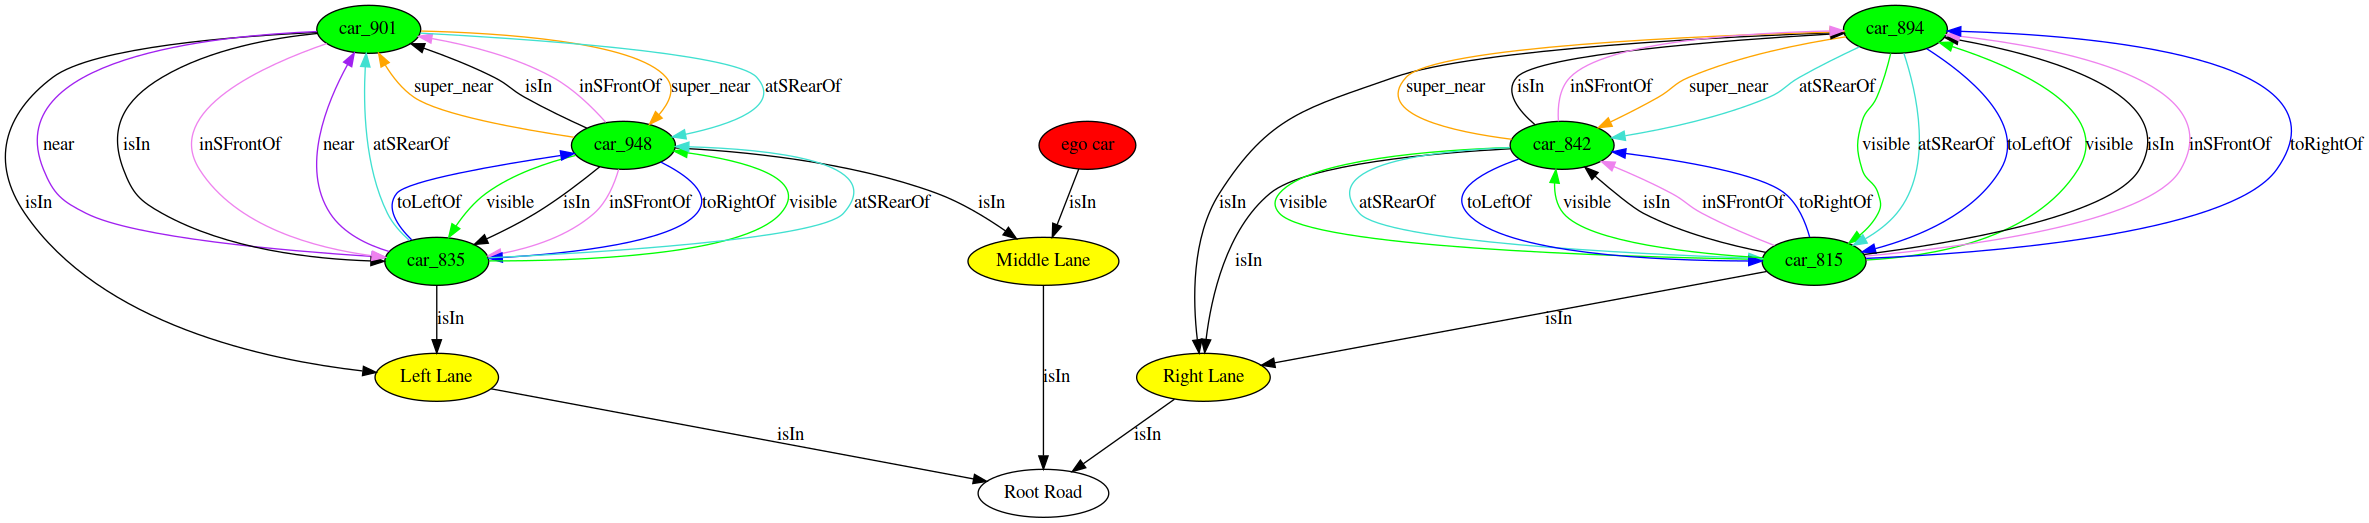 car_901
car_894
super_near
isIn
inSFrontOf
super_near
atSRearOf
super_near
isIn
inSFrontOf
super_near
atSRearOf
near
isIn
inSFrontOf
near
atSRearOf
car_948
ego car
car_842
visible
atSRearOf
toLeftOf
visible
isIn
inSFrontOf
toRightOf
isIn
toLeftOf
visible
isIn
inSFrontOf
toRightOf
visible
atSRearOf
isIn
isIn
isIn
visible
atSRearOf
toLeftOf
visible
isIn
inSFrontOf
toRightOf
car_835
Middle Lane
isIn
car_815
isIn
isIn
Left Lane
isIn
Right Lane
isIn
isIn
Root Road